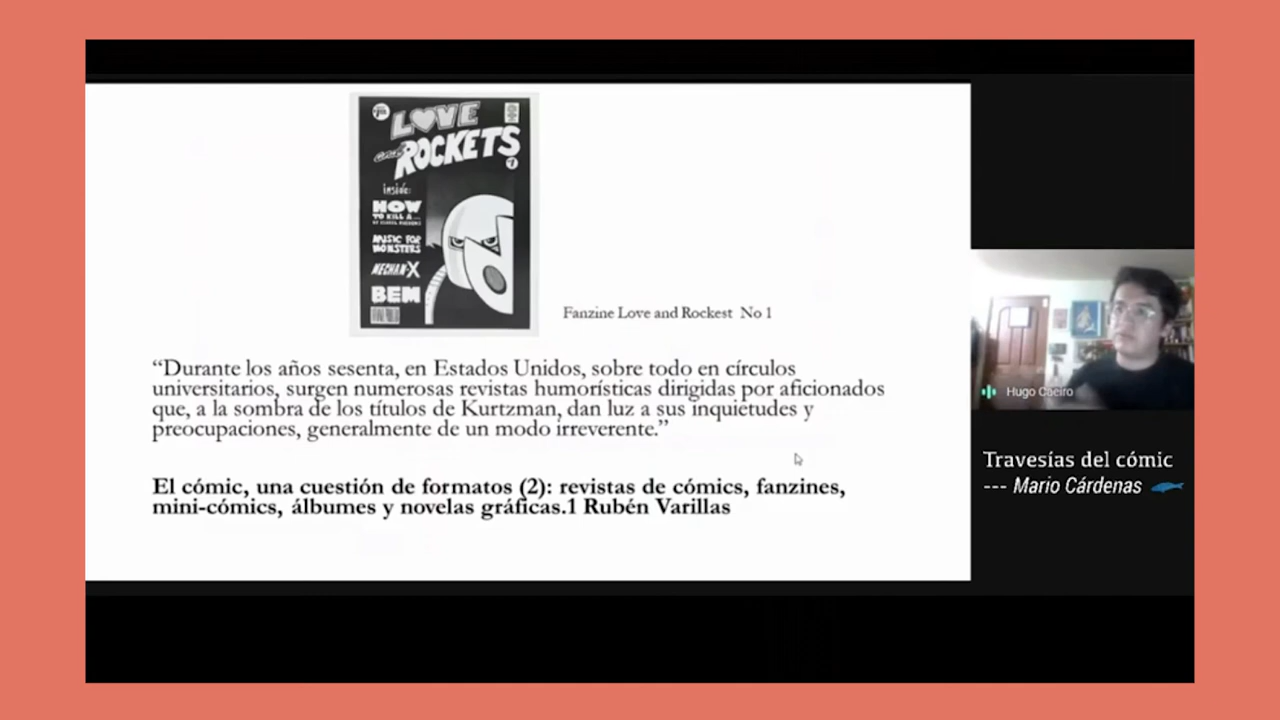 LOVE
and
ROCKETS
inside:
HOW
TO KILL A...
MUSIC FOR
MONSTERS
MECHAN-X
BEM
Fanzine Love and Rockest No 1
“Durante los años sesenta, en Estados Unidos, sobre todo en círculos
universitarios, surgen numerosas revistas humorísticas dirigidas por aficionados
que, a la sombra de los títulos de Kurtzman, dan luz a sus inquietudes y
preocupaciones, generalmente de un modo irreverente.”
El cómic, una cuestión de formatos (2): revistas de cómics, fanzines,
mini-cómics, álbumes y novelas gráficas.1 Rubén Varillas
Hugo Caeiro
Travesías del cómic
--- Mario Cárdenas